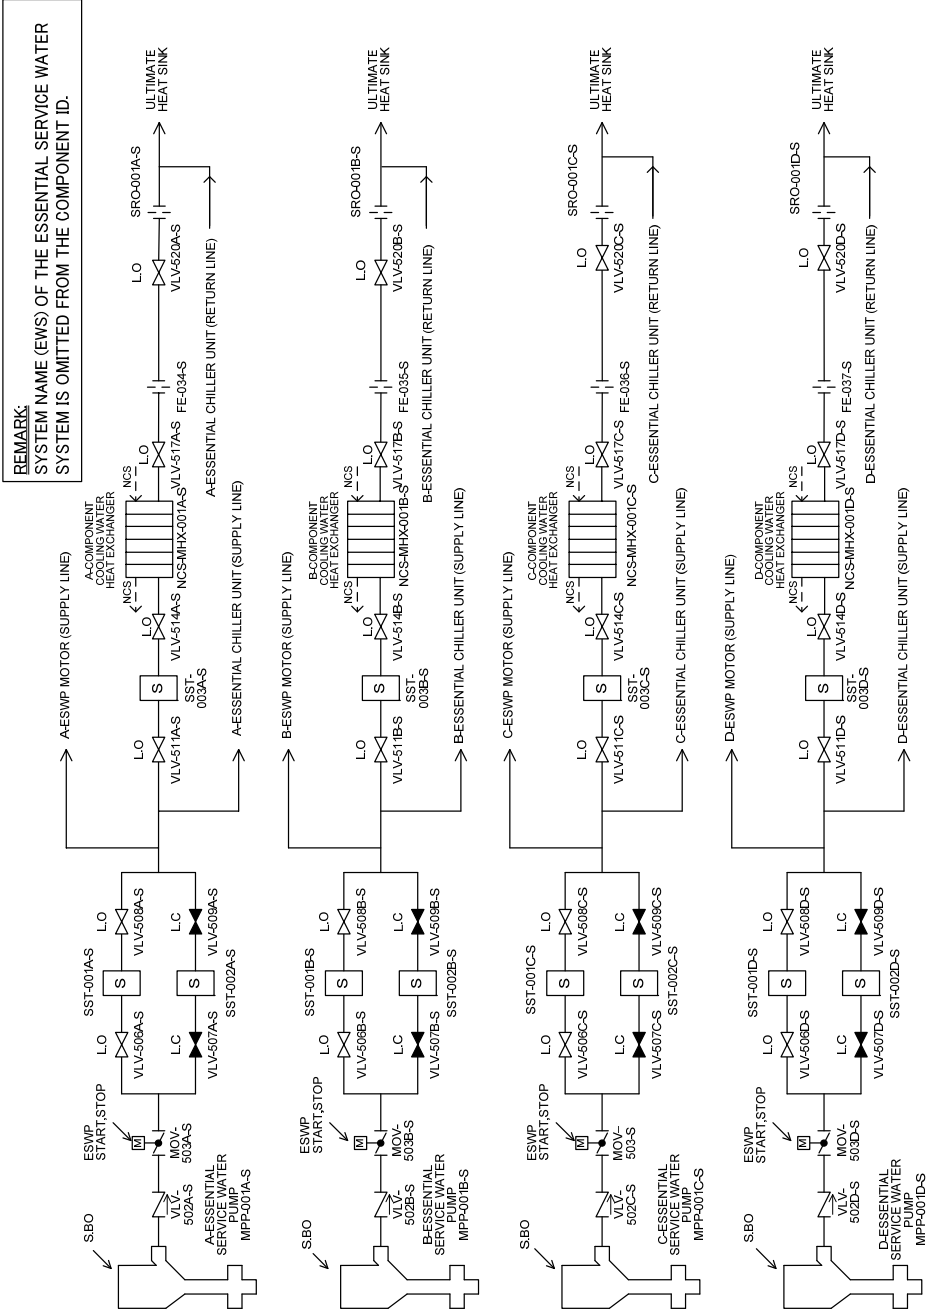 REMARK:
SYSTEM NAME (EWS) OF THE ESSENTIAL SERVICE WATER
SYSTEM IS OMITTED FROM THE COMPONENT ID.
S.BO
A-ESSENTIAL
SERVICE WATER
PUMP
MPP-001A-S
VLV-
502A-S
ESWP
START,STOP
M
MOV-
503A-S
L.O
VLV-506A-S
SST-001A-S
S
L.O
VLV-508A-S
L.C
VLV-507A-S
S
SST-002A-S
L.C
VLV-509A-S
A-ESWP MOTOR (SUPPLY LINE)
A-ESSENTIAL CHILLER UNIT (SUPPLY LINE)
L.O
VLV-511A-S
S
SST-
003A-S
L.O
VLV-514A-S
NCS
A-COMPONENT
COOLING WATER
HEAT EXCHANGER
NCS-MHX-001A-S
NCS
L.O
VLV-517A-S
FE-034-S
L.O
VLV-520A-S
SRO-001A-S
A-ESSENTIAL CHILLER UNIT (RETURN LINE)
ULTIMATE
HEAT SINK
S.BO
B-ESSENTIAL
SERVICE WATER
PUMP
MPP-001B-S
VLV-
502B-S
ESWP
START,STOP
M
MOV-
503B-S
L.O
VLV-506B-S
SST-001B-S
S
L.O
VLV-508B-S
L.C
VLV-507B-S
S
SST-002B-S
L.C
VLV-509B-S
B-ESWP MOTOR (SUPPLY LINE)
B-ESSENTIAL CHILLER UNIT (SUPPLY LINE)
L.O
VLV-511B-S
S
SST-
003B-S
L.O
VLV-514B-S
NCS
B-COMPONENT
COOLING WATER
HEAT EXCHANGER
NCS-MHX-001B-S
NCS
L.O
VLV-517B-S
FE-035-S
L.O
VLV-520B-S
SRO-001B-S
B-ESSENTIAL CHILLER UNIT (RETURN LINE)
ULTIMATE
HEAT SINK
S.BO
C-ESSENTIAL
SERVICE WATER
PUMP
MPP-001C-S
VLV-
502C-S
ESWP
START,STOP
M
MOV-
503-S
L.O
VLV-506C-S
SST-001C-S
S
L.O
VLV-508C-S
L.C
VLV-507C-S
S
SST-002C-S
L.C
VLV-509C-S
C-ESWP MOTOR (SUPPLY LINE)
C-ESSENTIAL CHILLER UNIT (SUPPLY LINE)
L.O
VLV-511C-S
S
SST-
003C-S
L.O
VLV-514C-S
NCS
C-COMPONENT
COOLING WATER
HEAT EXCHANGER
NCS-MHX-001C-S
NCS
L.O
VLV-517C-S
FE-036-S
L.O
VLV-520C-S
SRO-001C-S
C-ESSENTIAL CHILLER UNIT (RETURN LINE)
ULTIMATE
HEAT SINK
S.BO
D-ESSENTIAL
SERVICE WATER
PUMP
MPP-001D-S
VLV-
502D-S
ESWP
START,STOP
M
MOV-
503D-S
L.O
VLV-506D-S
SST-001D-S
S
L.O
VLV-508D-S
L.C
VLV-507D-S
S
SST-002D-S
L.C
VLV-509D-S
D-ESWP MOTOR (SUPPLY LINE)
D-ESSENTIAL CHILLER UNIT (SUPPLY LINE)
L.O
VLV-511D-S
S
SST-
003D-S
L.O
VLV-514D-S
NCS
D-COMPONENT
COOLING WATER
HEAT EXCHANGER
NCS-MHX-001D-S
NCS
L.O
VLV-517D-S
FE-037-S
L.O
VLV-520D-S
SRO-001D-S
D-ESSENTIAL CHILLER UNIT (RETURN LINE)
ULTIMATE
HEAT SINK